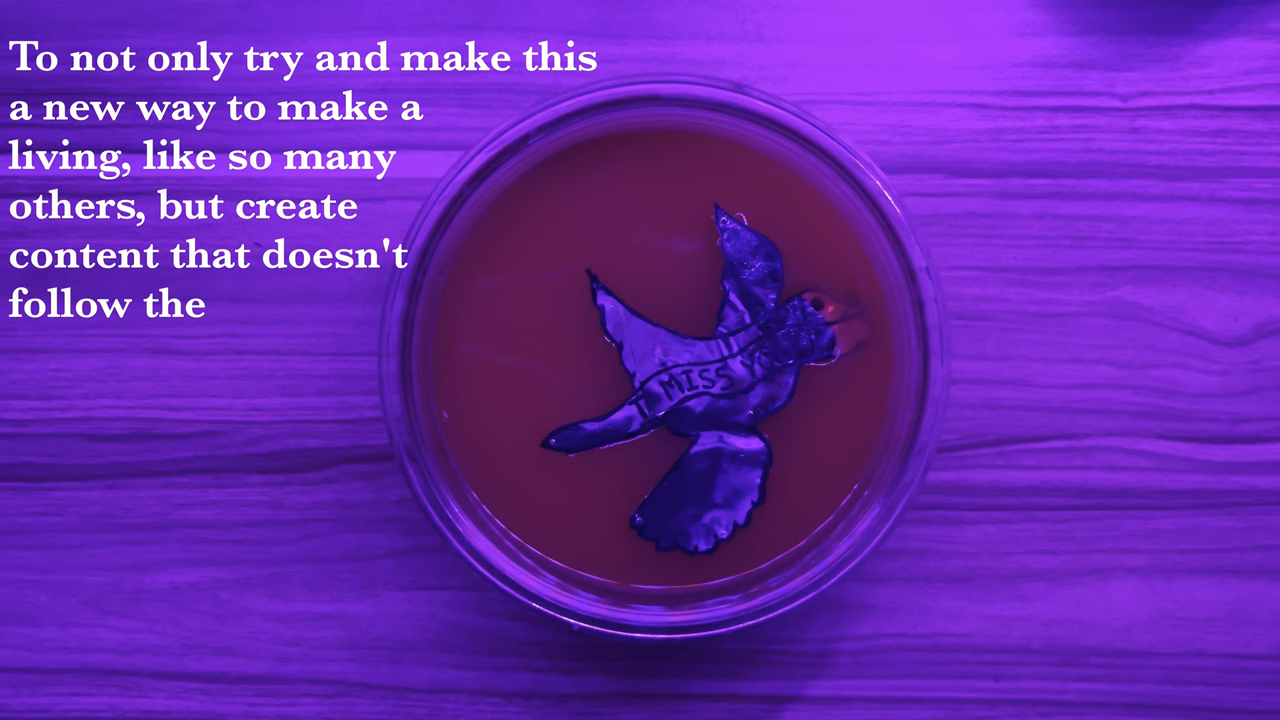 To not only try and make this
a new way to make a
living, like so many
others, but create
content that doesn't
follow the
I MISS YO